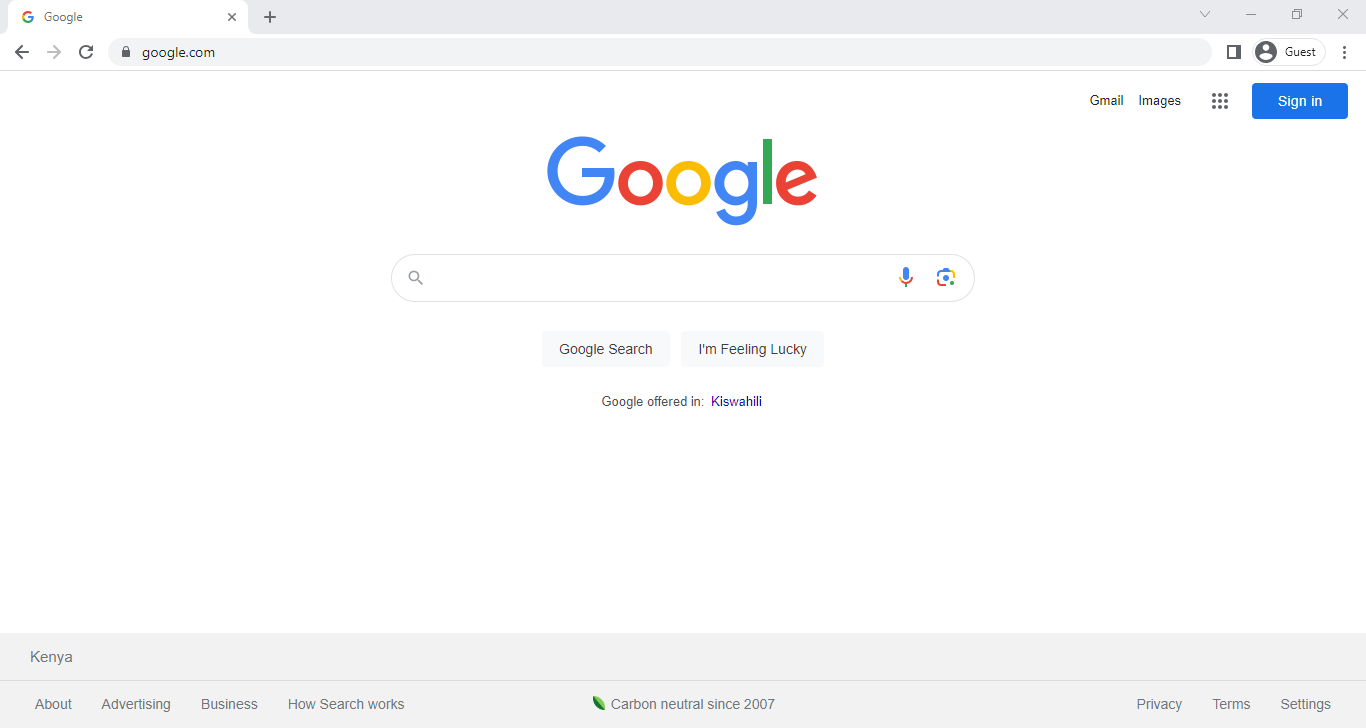 Google
google.com
Guest
Gmail Images
Sign in
Google
Google Search I'm Feeling Lucky
Google offered in: Kiswahili
Kenya
About Advertising Business How Search works Carbon neutral since 2007 Privacy Terms Settings